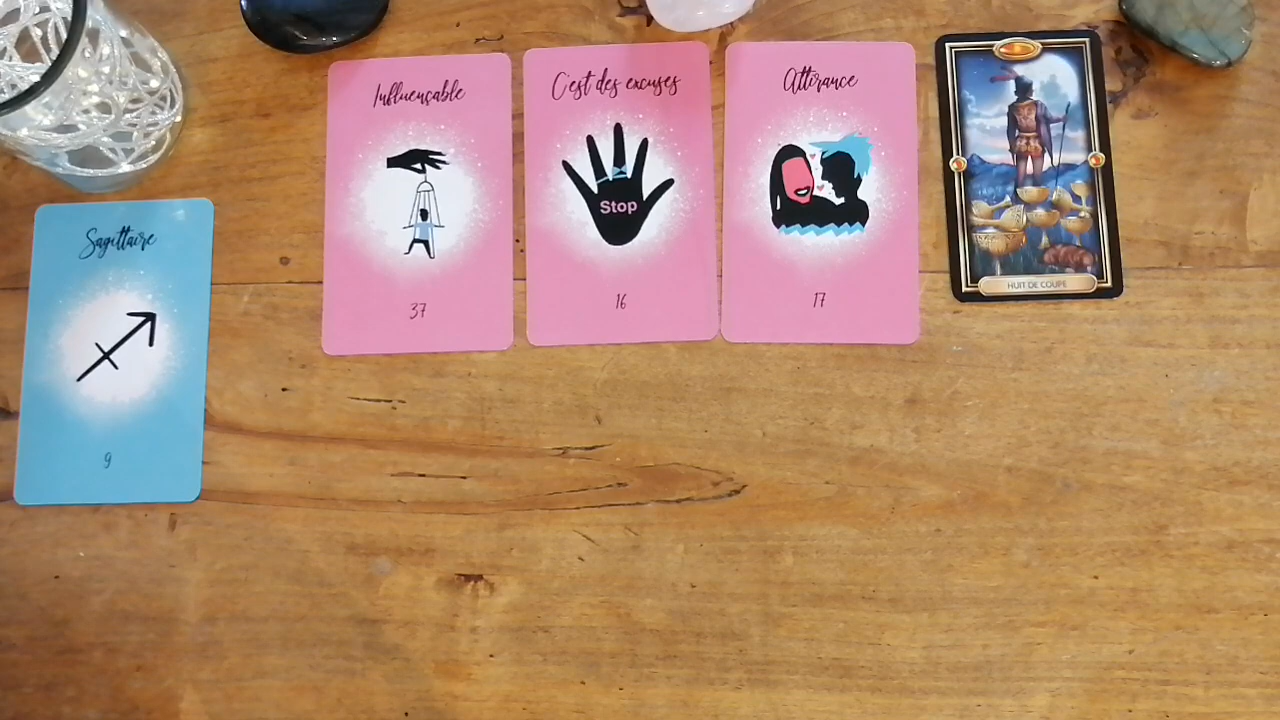 Sagittaire
9
Influençable
37
C'est des excuses
Stop
16
Attirance
17
HUIT DE COUPE